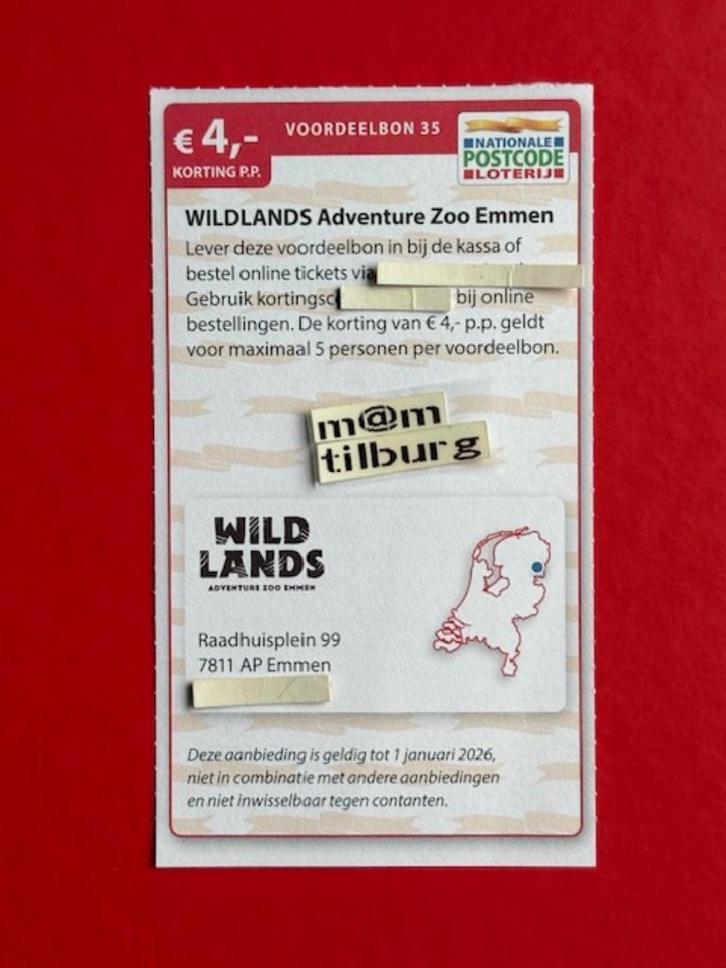 € 4,-
KORTING P.P.
VOORDEELBON 35
NATIONALE
POSTCODE
LOTERIJ
WILDLANDS Adventure Zoo Emmen
Lever deze voordeelbon in bij de kassa of
bestel online tickets via
Gebruik kortingsc bij online
bestellingen. De korting van € 4,- p.p. geldt
voor maximaal 5 personen per voordeelbon.
m@m
tilburg
WILD
LANDS
ADVENTURE ZOO EMMEN
Raadhuisplein 99
7811 AP Emmen
Deze aanbieding is geldig tot 1 januari 2026,
niet in combinatie met andere aanbiedingen
en niet inwisselbaar tegen contanten.